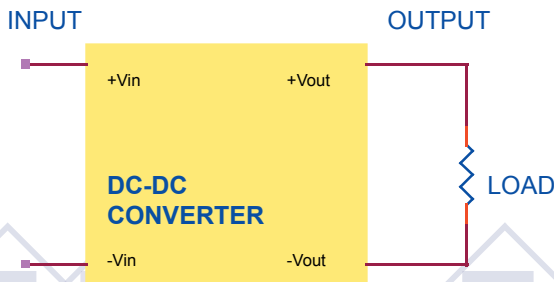 INPUT
OUTPUT
+Vin
+Vout
DC-DC
CONVERTER
LOAD
-Vin
-Vout